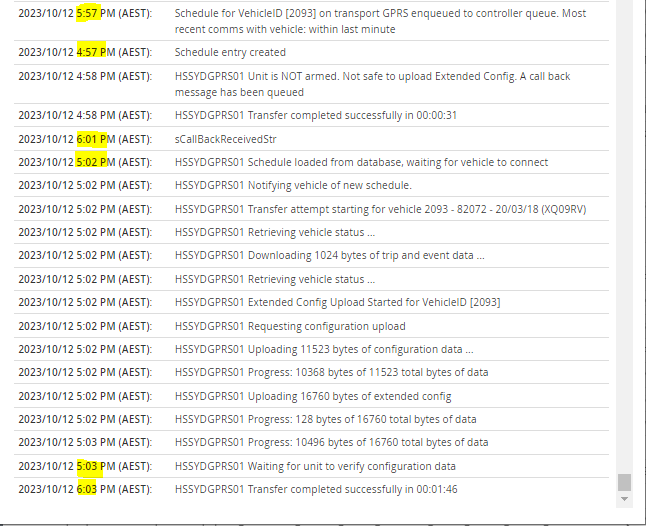 2023/10/12 5:57 PM (AEST): Schedule for VehicleID [2093] on transport GPRS enqueued to controller queue. Most
recent comms with vehicle: within last minute
2023/10/12 4:57 PM (AEST): Schedule entry created
2023/10/12 4:58 PM (AEST): HSSYDGPRS01 Unit is NOT armed. Not safe to upload Extended Config. A call back
message has been queued
2023/10/12 4:58 PM (AEST): HSSYDGPRS01 Transfer completed successfully in 00:00:31
2023/10/12 6:01 PM (AEST): sCallBackReceivedStr
2023/10/12 5:02 PM (AEST): HSSYDGPRS01 Schedule loaded from database, waiting for vehicle to connect
2023/10/12 5:02 PM (AEST): HSSYDGPRS01 Notifying vehicle of new schedule.
2023/10/12 5:02 PM (AEST): HSSYDGPRS01 Transfer attempt starting for vehicle 2093 - 82072 - 20/03/18 (XQ09RV)
2023/10/12 5:02 PM (AEST): HSSYDGPRS01 Retrieving vehicle status ...
2023/10/12 5:02 PM (AEST): HSSYDGPRS01 Downloading 1024 bytes of trip and event data ...
2023/10/12 5:02 PM (AEST): HSSYDGPRS01 Retrieving vehicle status ...
2023/10/12 5:02 PM (AEST): HSSYDGPRS01 Extended Config Upload Started for VehicleID [2093]
2023/10/12 5:02 PM (AEST): HSSYDGPRS01 Requesting configuration upload
2023/10/12 5:02 PM (AEST): HSSYDGPRS01 Uploading 11523 bytes of configuration data ...
2023/10/12 5:02 PM (AEST): HSSYDGPRS01 Progress: 10368 bytes of 11523 total bytes of data
2023/10/12 5:02 PM (AEST): HSSYDGPRS01 Uploading 16760 bytes of extended config
2023/10/12 5:02 PM (AEST): HSSYDGPRS01 Progress: 128 bytes of 16760 total bytes of data
2023/10/12 5:03 PM (AEST): HSSYDGPRS01 Progress: 10496 bytes of 16760 total bytes of data
2023/10/12 5:03 PM (AEST): HSSYDGPRS01 Waiting for unit to verify configuration data
2023/10/12 6:03 PM (AEST): HSSYDGPRS01 Transfer completed successfully in 00:01:46